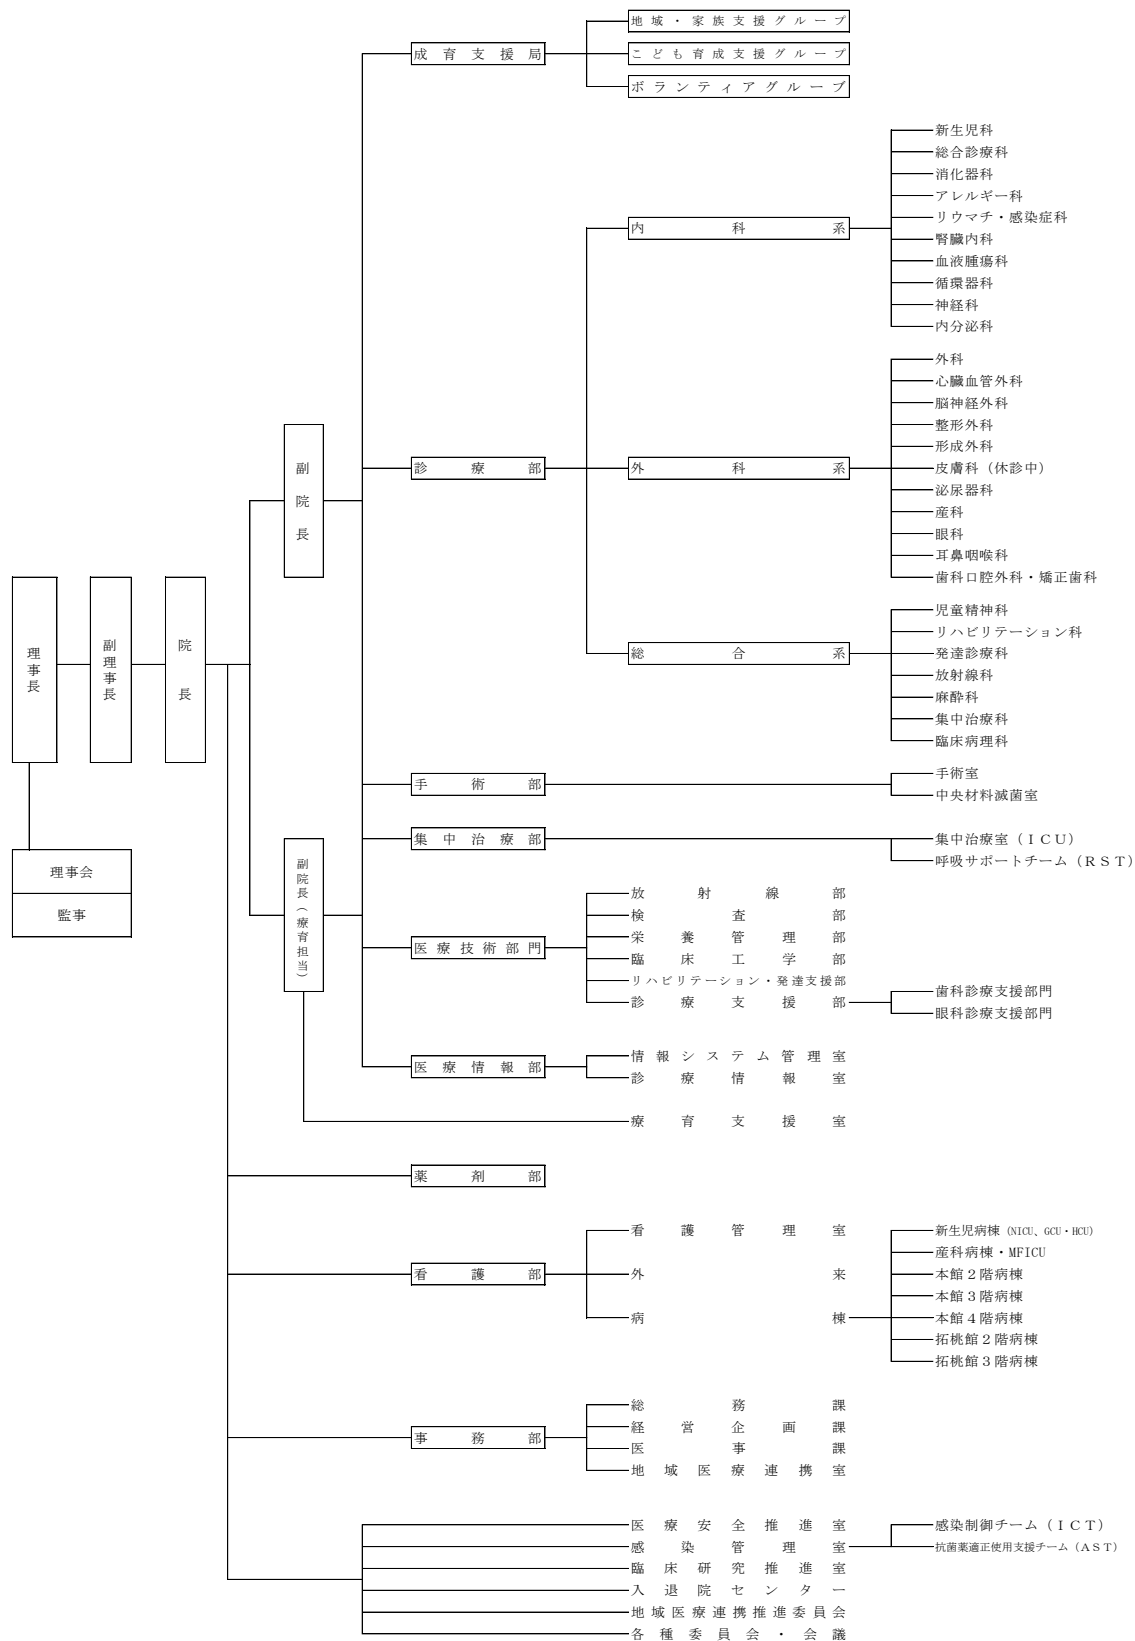 地域・家族支援グループ
成育支援局
こども育成支援グループ
ボランティアグループ
新生児科
総合診療科
消化器科
アレルギー科
リウマチ・感染症科
内科系
腎臓内科
血液腫瘍科
循環器科
神経科
内分泌科
外科
心臓血管外科
脳神経外科
整形外科
形成外科
副院長
診療部
外科系
皮膚科（休診中）
泌尿器科
産科
眼科
耳鼻咽喉科
歯科口腔外科・矯正歯科
児童精神科
リハビリテーション科
理事長
副理事長
院長
総合系
発達診療科
放射線科
麻酔科
集中治療科
臨床病理科
手術部
手術室
中央材料滅菌室
集中治療部
集中治療室（ＩＣＵ）
呼吸サポートチーム（ＲＳＴ）
理事会
監事
副院長（療育担当）
放射線部
検査部
栄養管理部
医療技術部門
臨床工学部
リハビリテーション・発達支援部
診療支援部
歯科診療支援部門
眼科診療支援部門
医療情報部
情報システム管理室
診療情報室
療育支援室
薬剤部
看護管理室
新生児病棟（NICU、GCU・HCU）
産科病棟・MFICU
看護部
外来
本館２階病棟
本館３階病棟
病棟
本館４階病棟
拓桃館２階病棟
拓桃館３階病棟
総務課
経営企画課
事務部
医事課
地域医療連携室
医療安全推進室
感染制御チーム（ＩＣＴ）
感染管理室
抗菌薬適正使用支援チーム（ＡＳＴ）
臨床研究推進室
入退院センター
地域医療連携推進委員会
各種委員会・会議